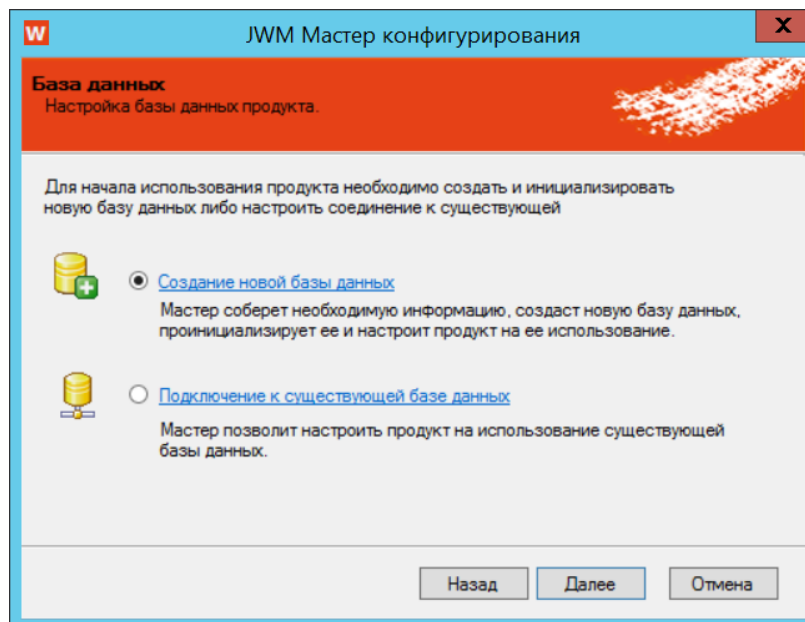 W
JWM Мастер конфигурирования
X
База данных
Настройка базы данных продукта.
Для начала использования продукта необходимо создать и инициализировать
новую базу данных либо настроить соединение к существующей
Создание новой базы данных
Мастер соберет необходимую информацию, создаст новую базу данных,
проинициализирует ее и настроит продукт на ее использование.
Подключение к существующей базе данных
Мастер позволит настроить продукт на использование существующей
базы данных.
Назад
Далее
Отмена